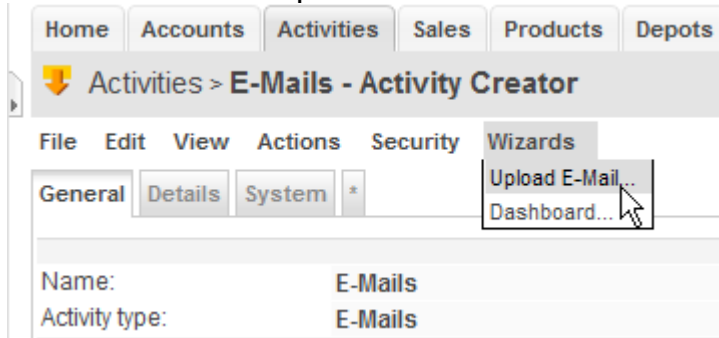 Home Accounts Activities Sales Products Depots
Activities > E-Mails - Activity Creator
File Edit View Actions Security Wizards
Upload E-Mail...
General Details System *
Dashboard...
Name: E-Mails
Activity type: E-Mails